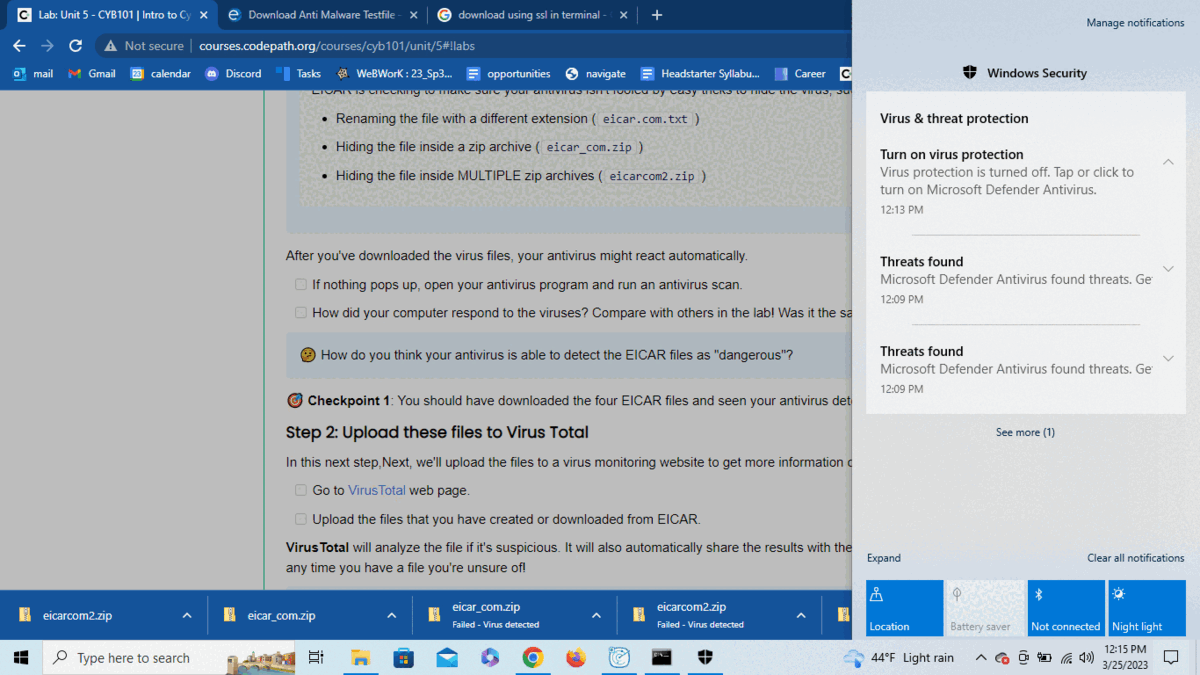 Lab: Unit 5 - CYB101 | Intro to Cy
Download Anti Malware Testfile -
download using ssl in terminal -
Not secure
courses.codepath.org/courses/cyb101/unit/5#!labs
mail
Gmail
calendar
Discord
Tasks
WeBWorK : 23_Sp3...
opportunities
navigate
Headstarter Syllabu...
Career
EICAR is checking to make sure your antivirus isn't fooled by easy tricks to hide the virus, su
• Renaming the file with a different extension ( eicar.com.txt )
• Hiding the file inside a zip archive ( eicar_com.zip )
• Hiding the file inside MULTIPLE zip archives ( eicarcom2.zip )
After you've downloaded the virus files, your antivirus might react automatically.
If nothing pops up, open your antivirus program and run an antivirus scan.
How did your computer respond to the viruses? Compare with others in the lab! Was it the sa
How do you think your antivirus is able to detect the EICAR files as "dangerous"?
Checkpoint 1: You should have downloaded the four EICAR files and seen your antivirus det
Step 2: Upload these files to Virus Total
In this next step,Next, we'll upload the files to a virus monitoring website to get more information o
Go to VirusTotal web page.
Upload the files that you have created or downloaded from EICAR.
VirusTotal will analyze the file if it's suspicious. It will also automatically share the results with the
any time you have a file you're unsure of!
Manage notifications
Windows Security
Virus & threat protection
Turn on virus protection
Virus protection is turned off. Tap or click to
turn on Microsoft Defender Antivirus.
12:13 PM
Threats found
Microsoft Defender Antivirus found threats. Ge
12:09 PM
Threats found
Microsoft Defender Antivirus found threats. Ge
12:09 PM
See more (1)
Expand
Clear all notifications
Location
Battery saver
Not connected
Night light
eicarcom2.zip
eicar_com.zip
eicar_com.zip
Failed - Virus detected
eicarcom2.zip
Failed - Virus detected
Type here to search
44°F Light rain
12:15 PM
3/25/2023